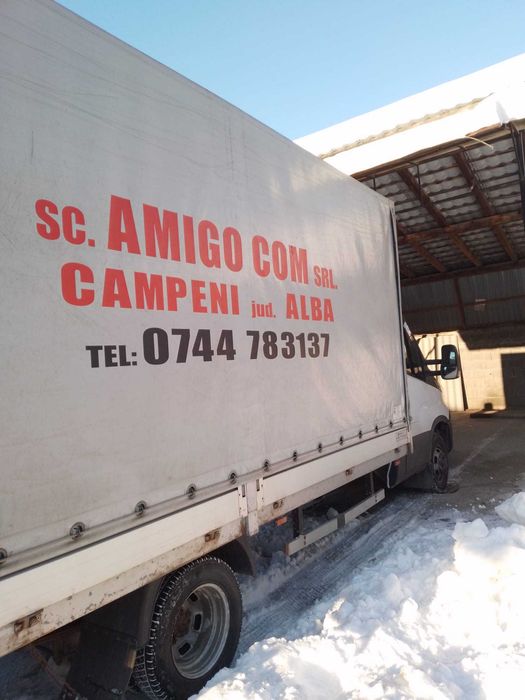 SC. AMIGO COM SRL.
CAMPENI jud. ALBA
TEL: 0744 783137